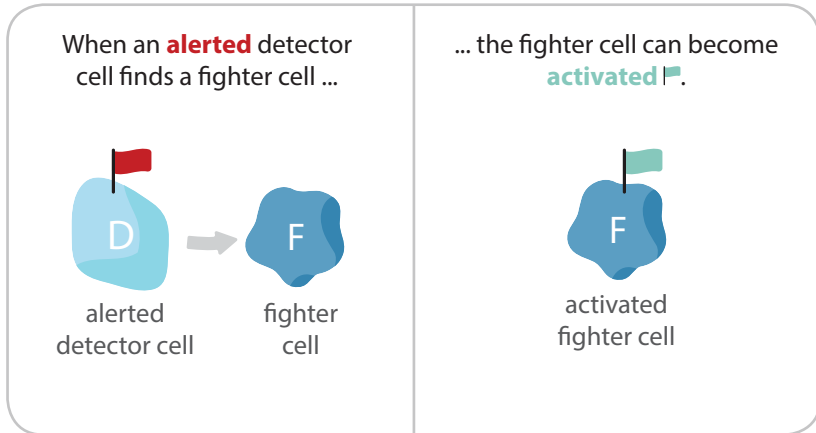 When an alerted detector
cell finds a fighter cell ...
D
F
alerted
detector cell
fighter
cell
... the fighter cell can become
activated .
F
activated
fighter cell